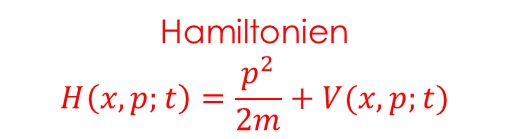 Hamiltonien
H(x, p; t) = p²/2m + V(x, p; t)